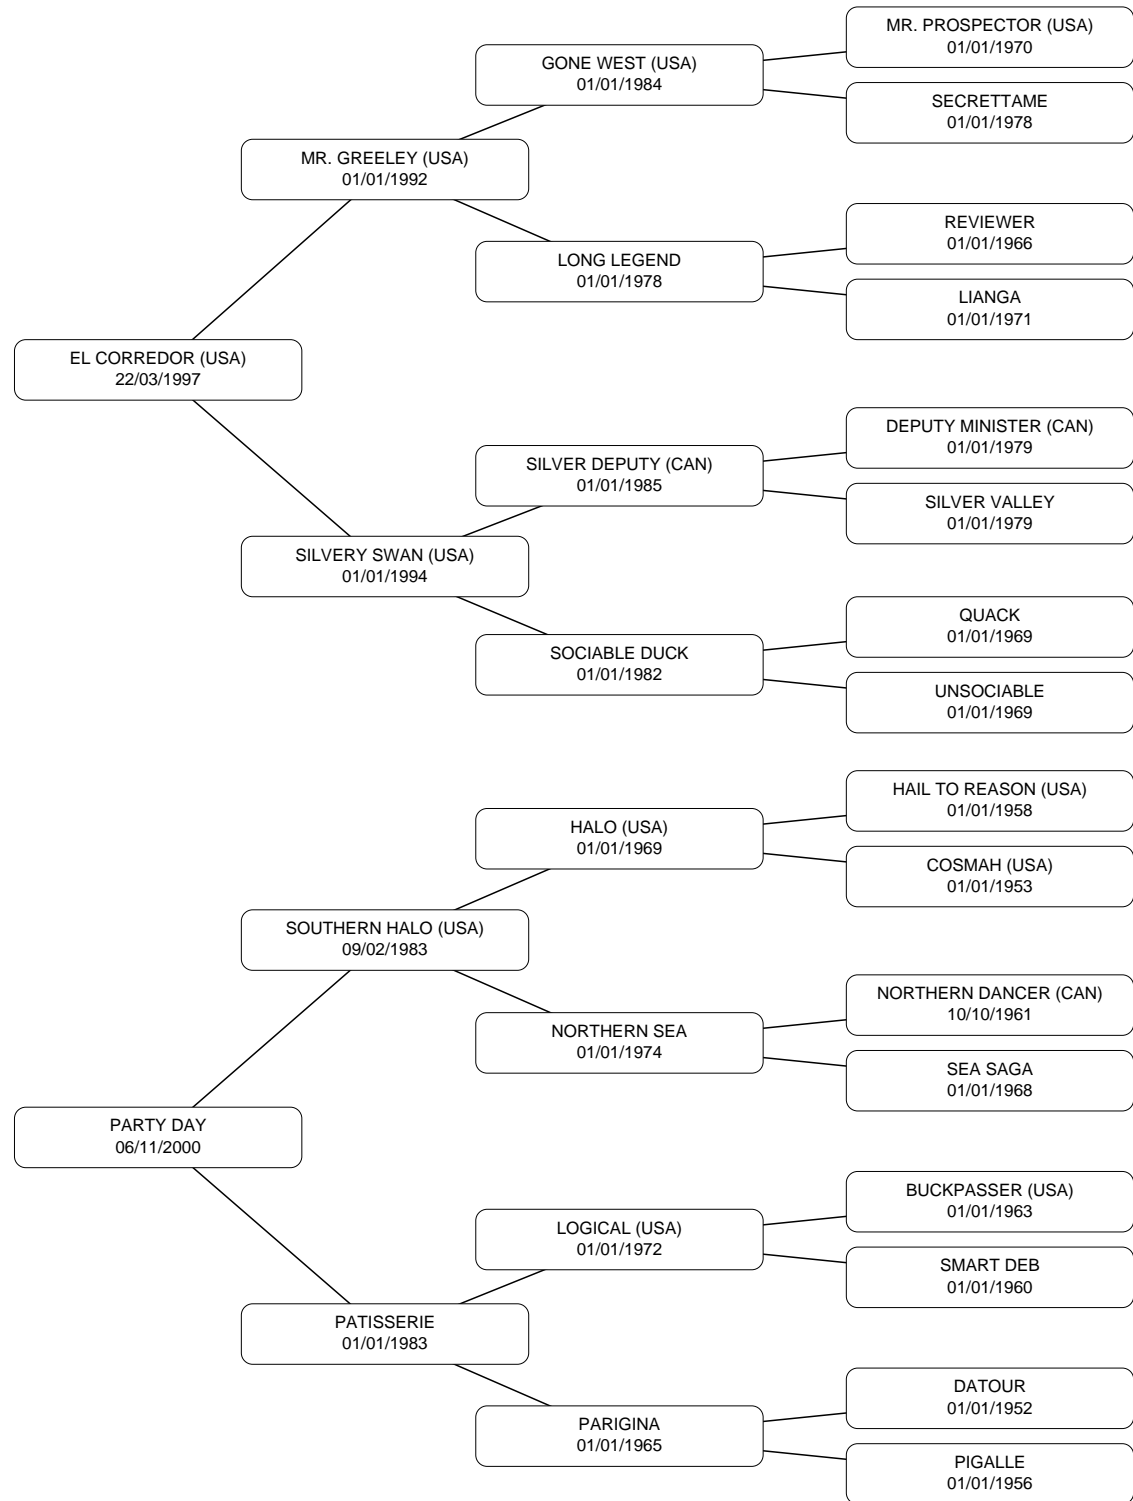 MR. PROSPECTOR (USA)
01/01/1970
GONE WEST (USA)
01/01/1984
SECRETTAME
01/01/1978
MR. GREELEY (USA)
01/01/1992
REVIEWER
01/01/1966
LONG LEGEND
01/01/1978
LIANGA
01/01/1971
EL CORREDOR (USA)
22/03/1997
DEPUTY MINISTER (CAN)
01/01/1979
SILVER DEPUTY (CAN)
01/01/1985
SILVER VALLEY
01/01/1979
SILVERY SWAN (USA)
01/01/1994
QUACK
01/01/1969
SOCIABLE DUCK
01/01/1982
UNSOCIABLE
01/01/1969
HAIL TO REASON (USA)
01/01/1958
HALO (USA)
01/01/1969
COSMAH (USA)
01/01/1953
SOUTHERN HALO (USA)
09/02/1983
NORTHERN DANCER (CAN)
10/10/1961
NORTHERN SEA
01/01/1974
SEA SAGA
01/01/1968
PARTY DAY
06/11/2000
BUCKPASSER (USA)
01/01/1963
LOGICAL (USA)
01/01/1972
SMART DEB
01/01/1960
PATISSERIE
01/01/1983
DATOUR
01/01/1952
PARIGINA
01/01/1965
PIGALLE
01/01/1956